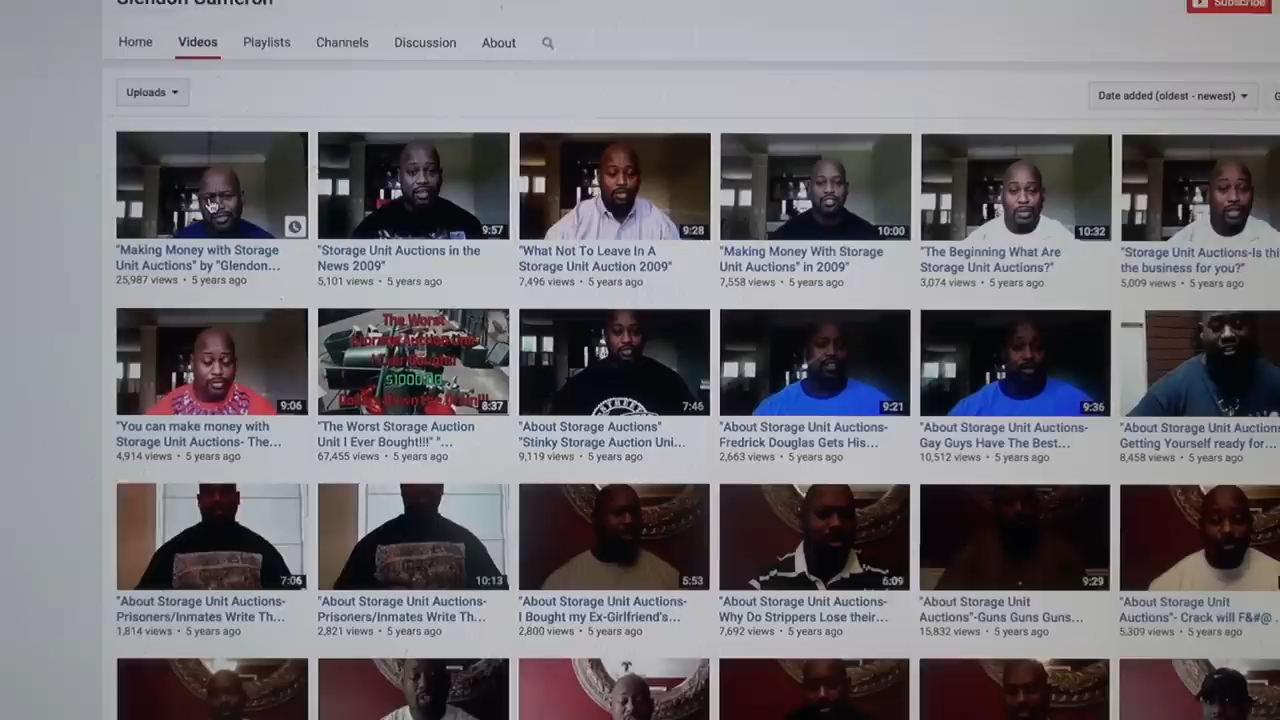 Glendon Cameron
Subscribe
Home Videos Playlists Channels Discussion About
Uploads
Date added (oldest - newest)
G
9:57
9:28
10:00
10:32
"Making Money with Storage
Unit Auctions" by "Glendon...
25,987 views • 5 years ago
"Storage Unit Auctions in the
News 2009"
5,101 views • 5 years ago
"What Not To Leave In A
Storage Unit Auction 2009"
7,496 views • 5 years ago
"Making Money With Storage
Unit Auctions" in 2009"
7,558 views • 5 years ago
"The Beginning What Are
Storage Unit Auctions?"
3,074 views • 5 years ago
"Storage Unit Auctions-Is thi
the business for you?"
5,009 views • 5 years ago
9:06
The Worst
Storage Auction Unit
I Ever Bought
$1000.00
8:37
7:46
9:21
9:36
"You can make money with
Storage Unit Auctions- The...
4,914 views • 5 years ago
"The Worst Storage Auction
Unit I Ever Bought!!!" "...
67,455 views • 5 years ago
"About Storage Auctions"
"Stinky Storage Auction Uni...
9,119 views • 5 years ago
"About Storage Unit Auctions-
Fredrick Douglas Gets His...
2,663 views • 5 years ago
"About Storage Unit Auctions-
Gay Guys Have The Best...
10,512 views • 5 years ago
"About Storage Unit Auctions
Getting Yourself ready for...
8,458 views • 5 years ago
7:06
10:13
5:53
6:09
9:29
"About Storage Unit Auctions-
Prisoners/Inmates Write Th...
1,814 views • 5 years ago
"About Storage Unit Auctions-
Prisoners/Inmates Write Th...
2,821 views • 5 years ago
"About Storage Unit Auctions-
I Bought my Ex-Girlfriend's...
2,800 views • 5 years ago
"About Storage Unit Auctions-
Why Do Strippers Lose their...
7,692 views • 5 years ago
"About Storage Unit
Auctions"-Guns Guns Guns...
15,832 views • 5 years ago
"About Storage Unit
Auctions"- Crack will F&#@ .
5,309 views • 5 years ago